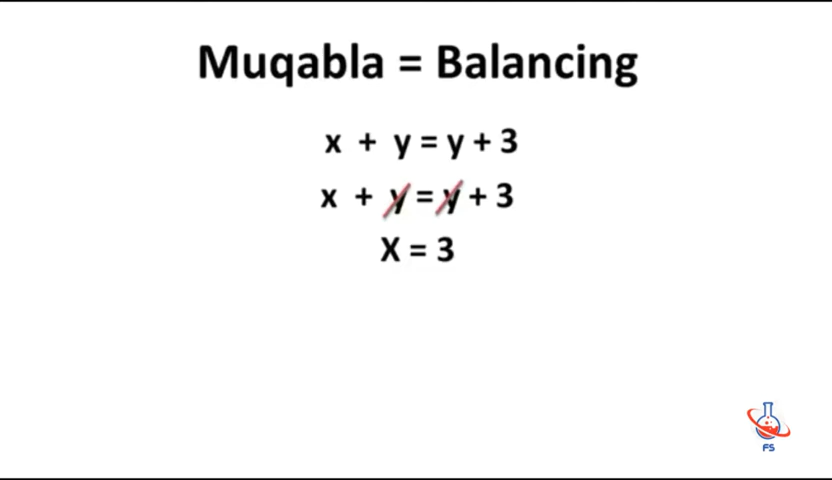 Muqabla = Balancing
x + y = y + 3
x + y = y + 3
X = 3
FS